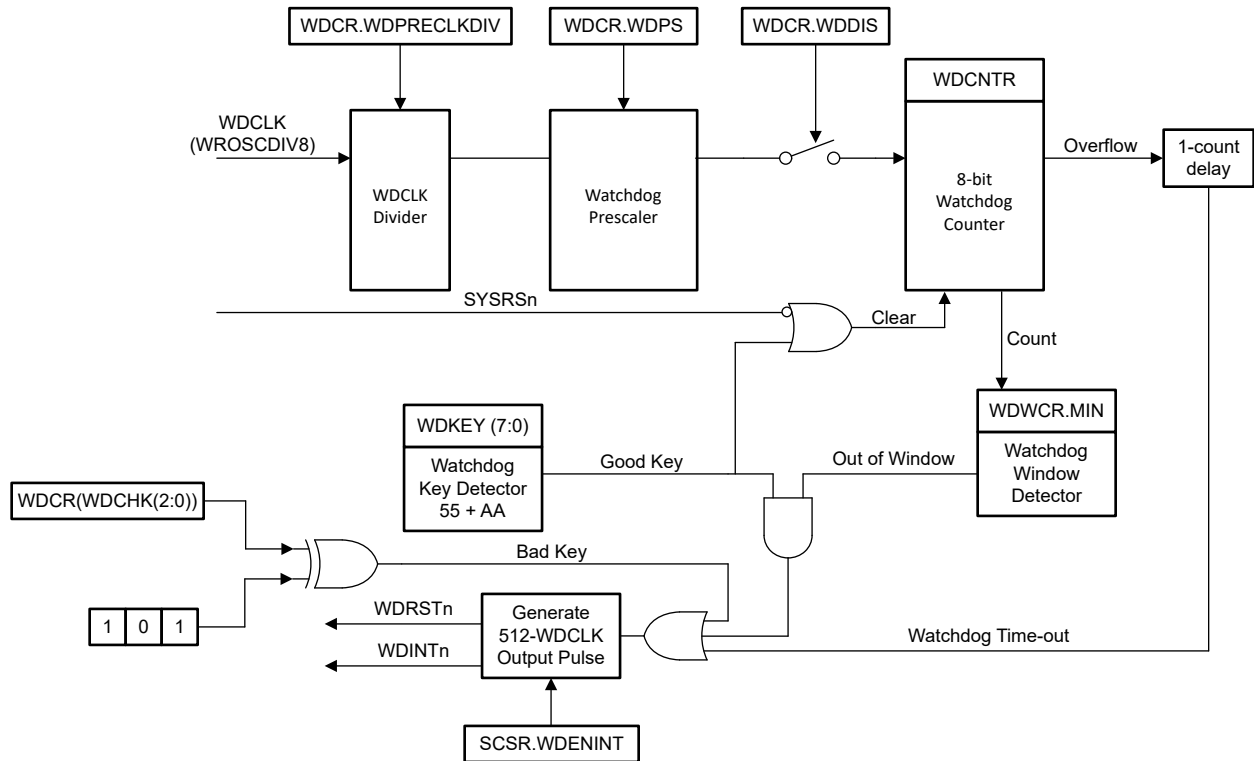 WDCR.WDPRECLKDIV
WDCR.WDPS
WDCR.WDDIS
WDCNTR
WDCLK
(WROSCDIV8)
WDCLK
Divider
Watchdog
Prescaler
8-bit
Watchdog
Counter
Overflow
1-count
delay
SYSRSn
Clear
Count
WDKEY (7:0)
Watchdog
Key Detector
55 + AA
Good Key
Out of Window
WDWCR.MIN
Watchdog
Window
Detector
WDCR(WDCHK(2:0))
Bad Key
1 0 1
WDRSTn
WDINTn
Generate
512-WDCLK
Output Pulse
Watchdog Time-out
SCSR.WDENINT